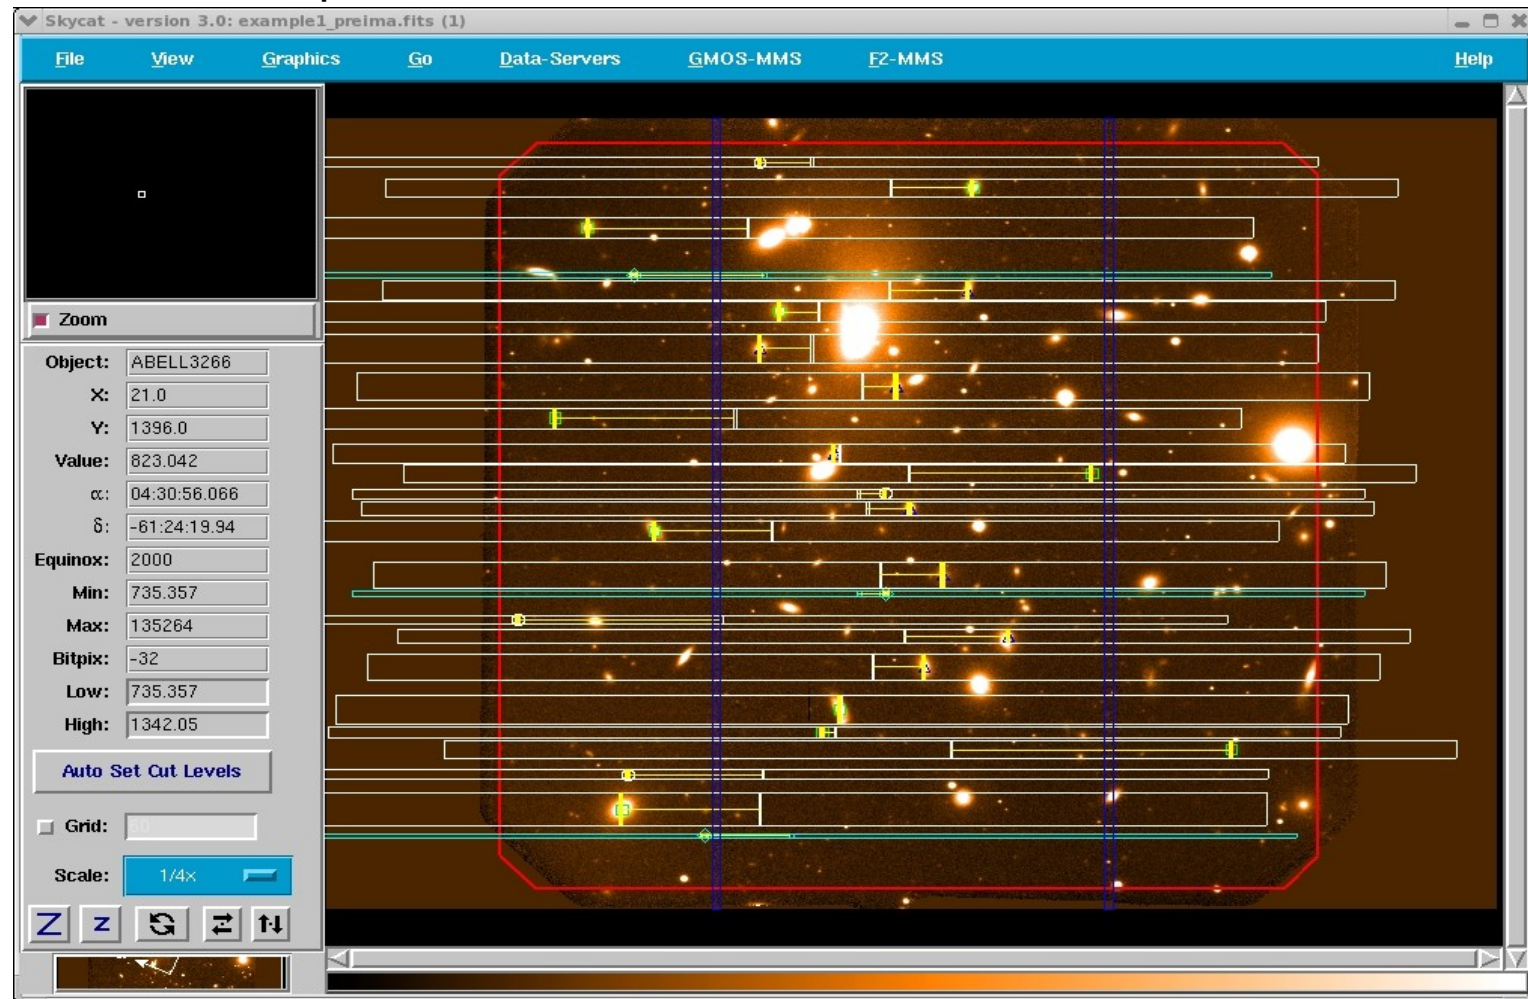 Skycat - version 3.0: example1_preima.fits (1)
File View Graphics Go Data-Servers GMOS-MMS F2-MMS Help
Zoom
Object: ABELL3266
X: 21.0
Y: 1396.0
Value: 823.042
α: 04:30:56.066
δ: -61:24:19.94
Equinox: 2000
Min: 735.357
Max: 135264
Bitpix: -32
Low: 735.357
High: 1342.05
Auto Set Cut Levels
Grid: 60
Scale: 1/4×
Z z